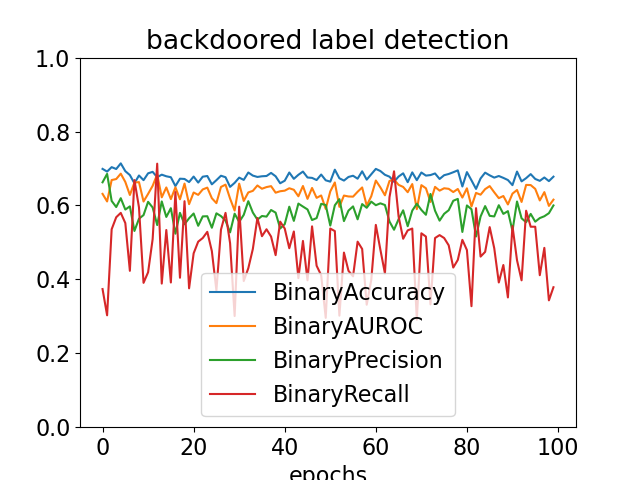 backdoored label detection
1.0
0.8
0.6
0.4
0.2
0.0
BinaryAccuracy
BinaryAUROC
BinaryPrecision
BinaryRecall
0 20 40 60 80 100
epochs